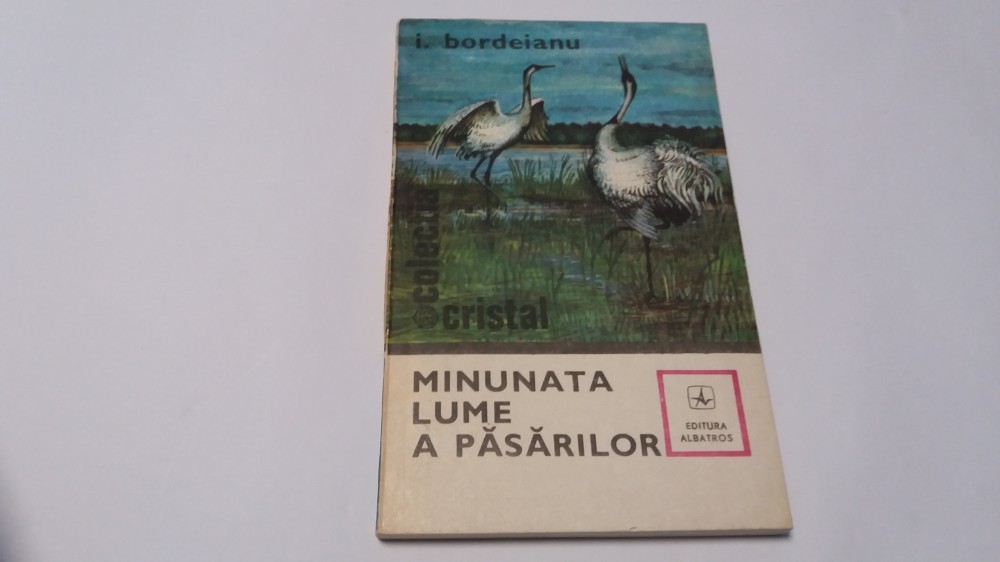 i. bordeianu
colecția
cristal
MINUNATA
LUME
A PĂSĂRILOR
EDITURA
ALBATROS